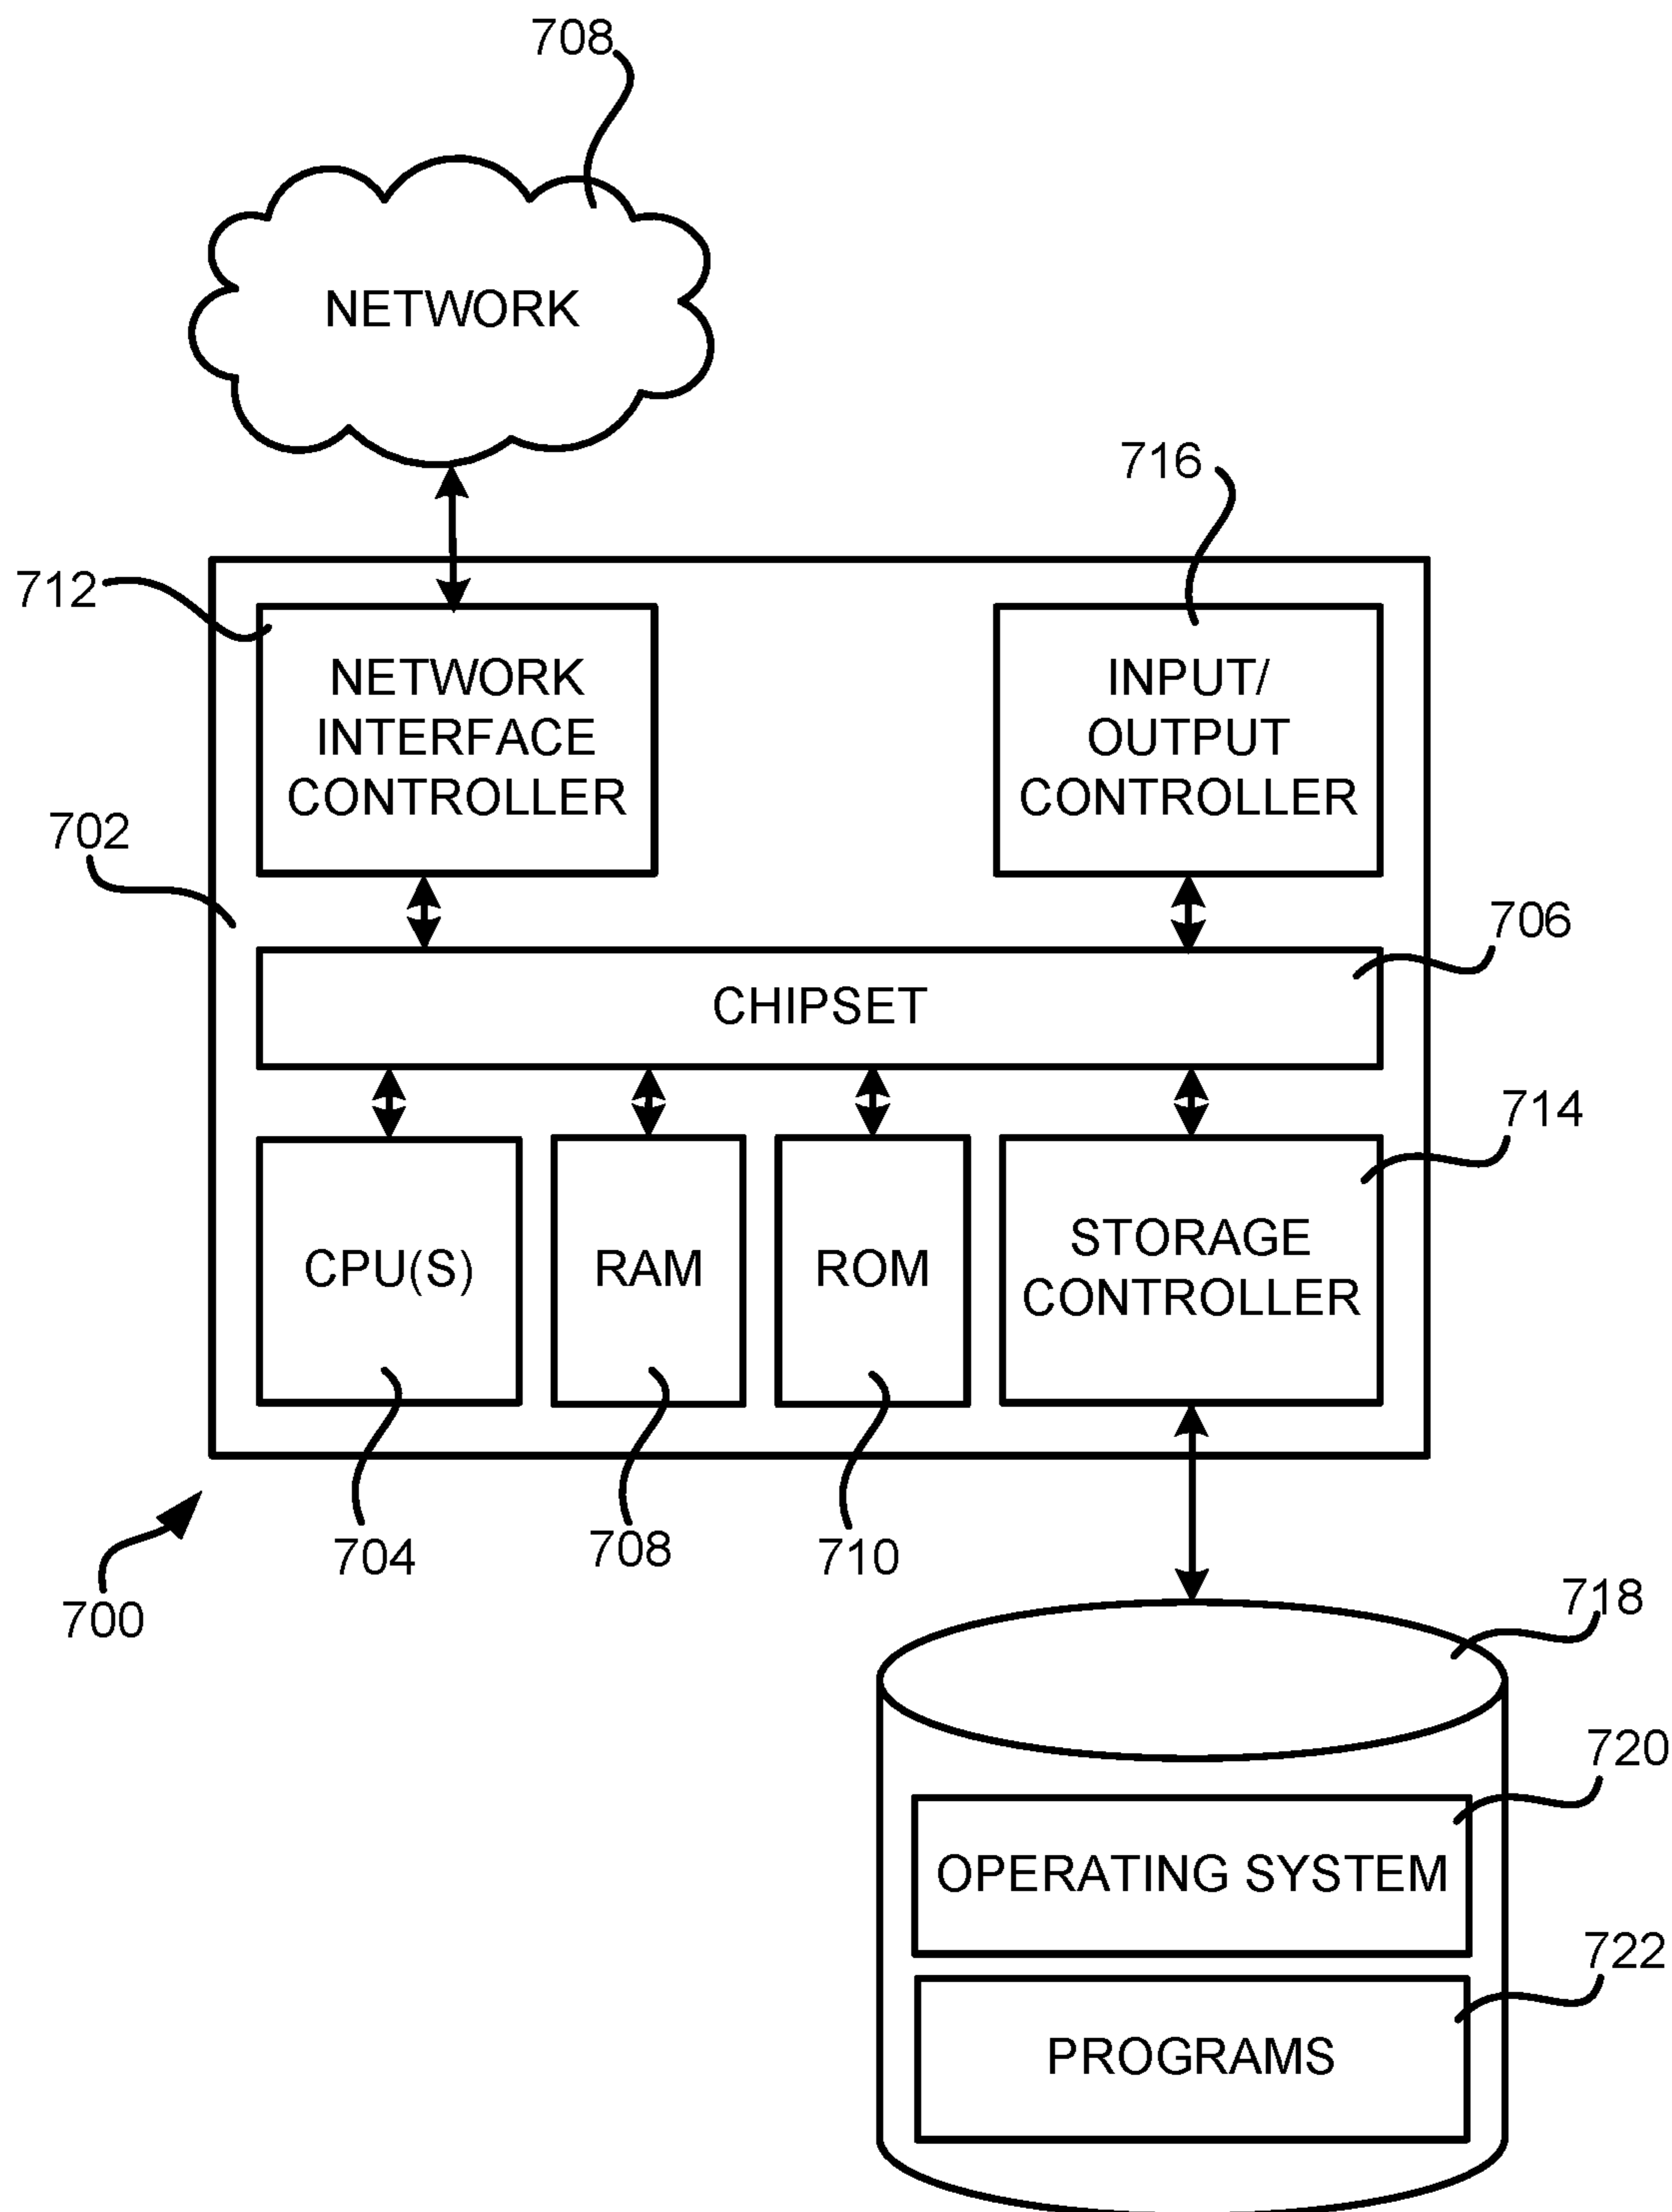 708
NETWORK
716
712
NETWORK
INTERFACE
CONTROLLER
INPUT/
OUTPUT
CONTROLLER
702
706
CHIPSET
714
CPU(S)
RAM
ROM
STORAGE
CONTROLLER
704
708
710
700
718
720
OPERATING SYSTEM
722
PROGRAMS